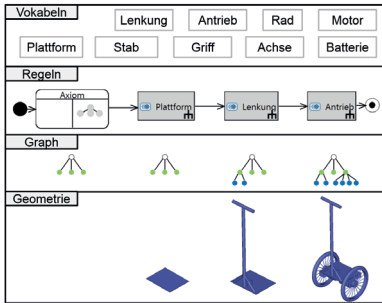 Vokabeln
Lenkung Antrieb Rad Motor
Plattform Stab Griff Achse Batterie
Regeln
Axiom
Plattform Lenkung Antrieb
Graph
Geometrie